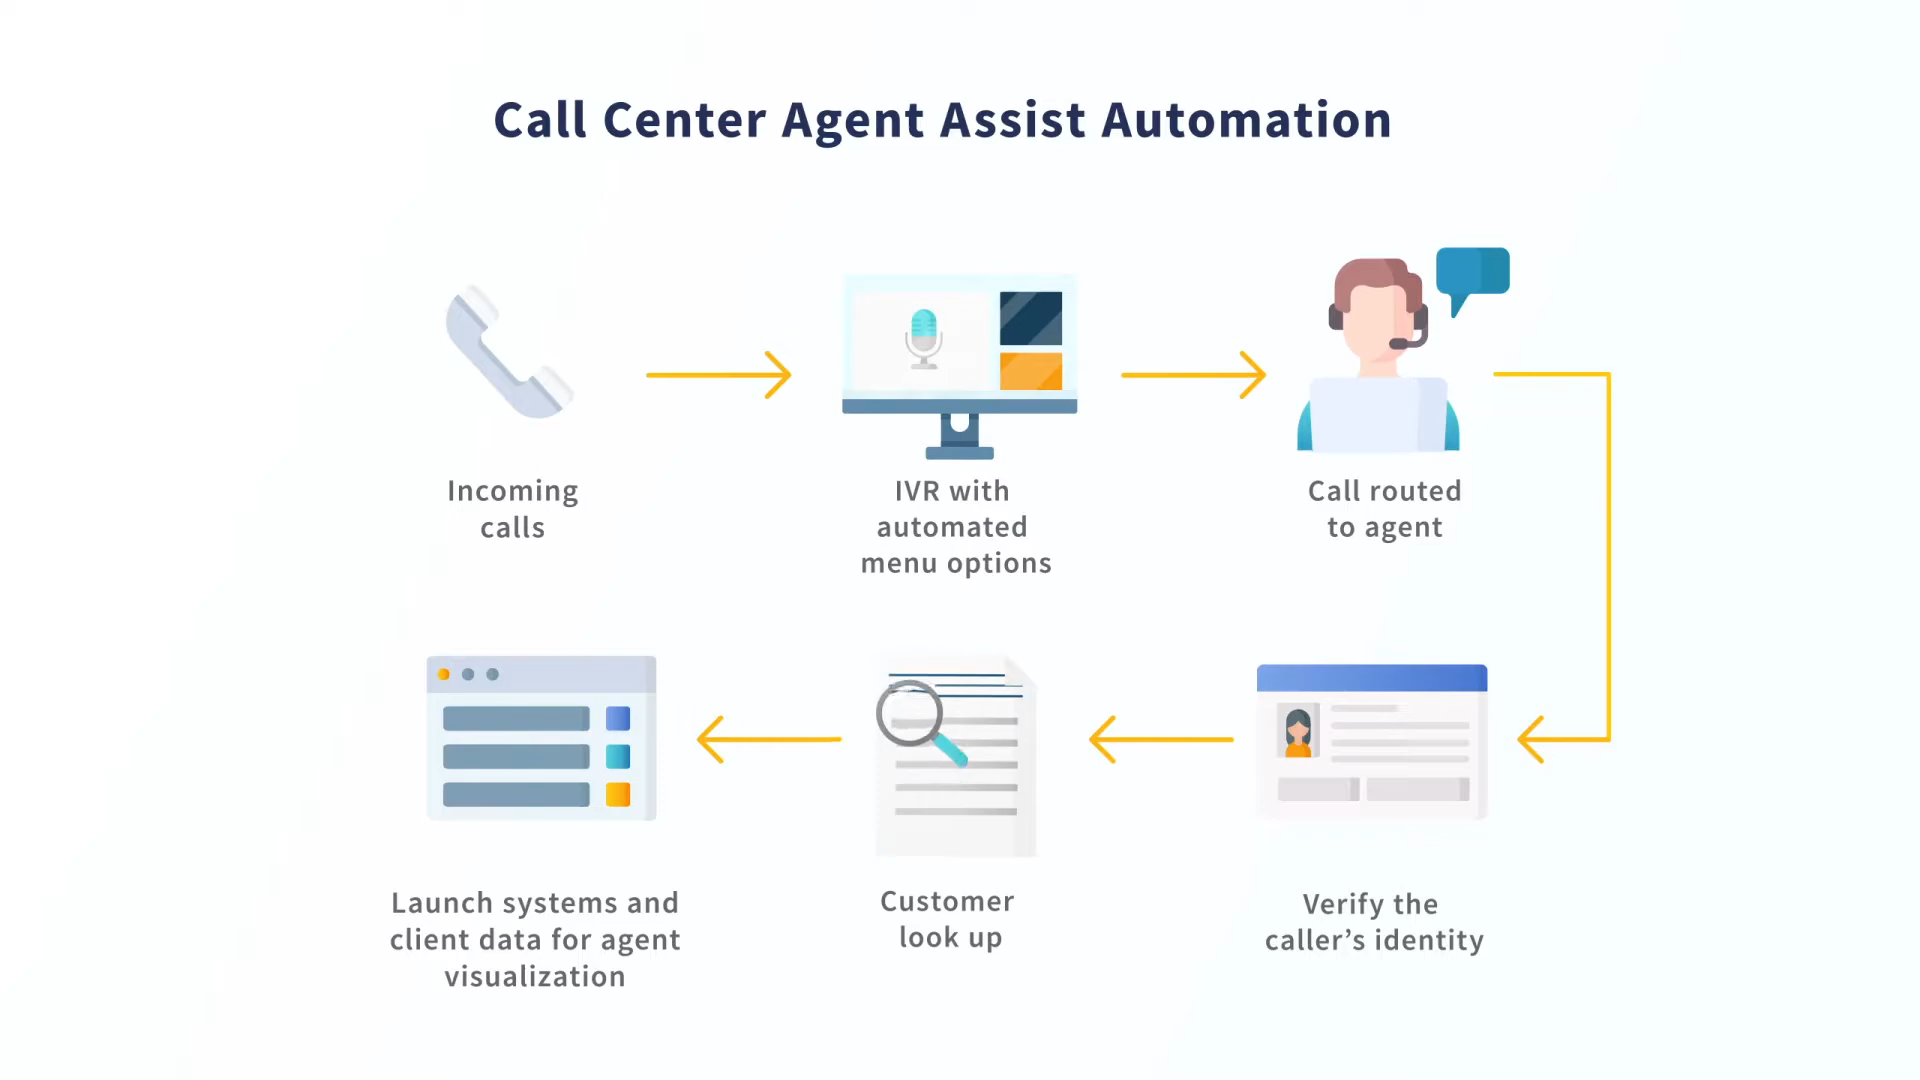 Call Center Agent Assist Automation
Incoming
calls
IVR with
automated
menu options
Call routed
to agent
Verify the
caller’s identity
Customer
look up
Launch systems and
client data for agent
visualization